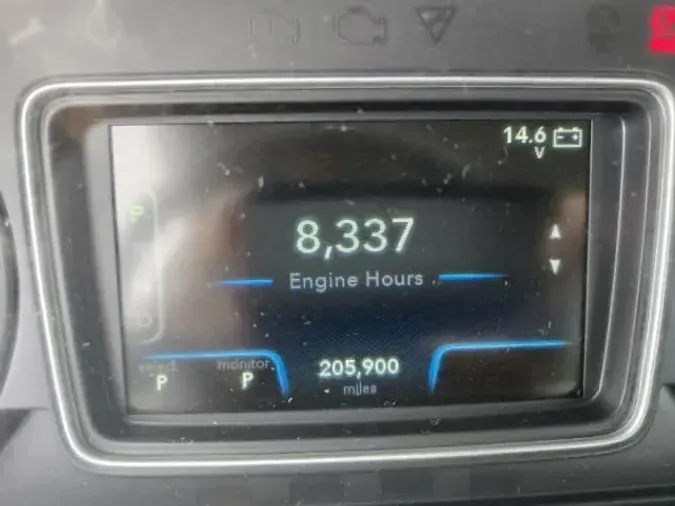 14.6
V
8,337
Engine Hours
monitor
P
P
205,900
miles